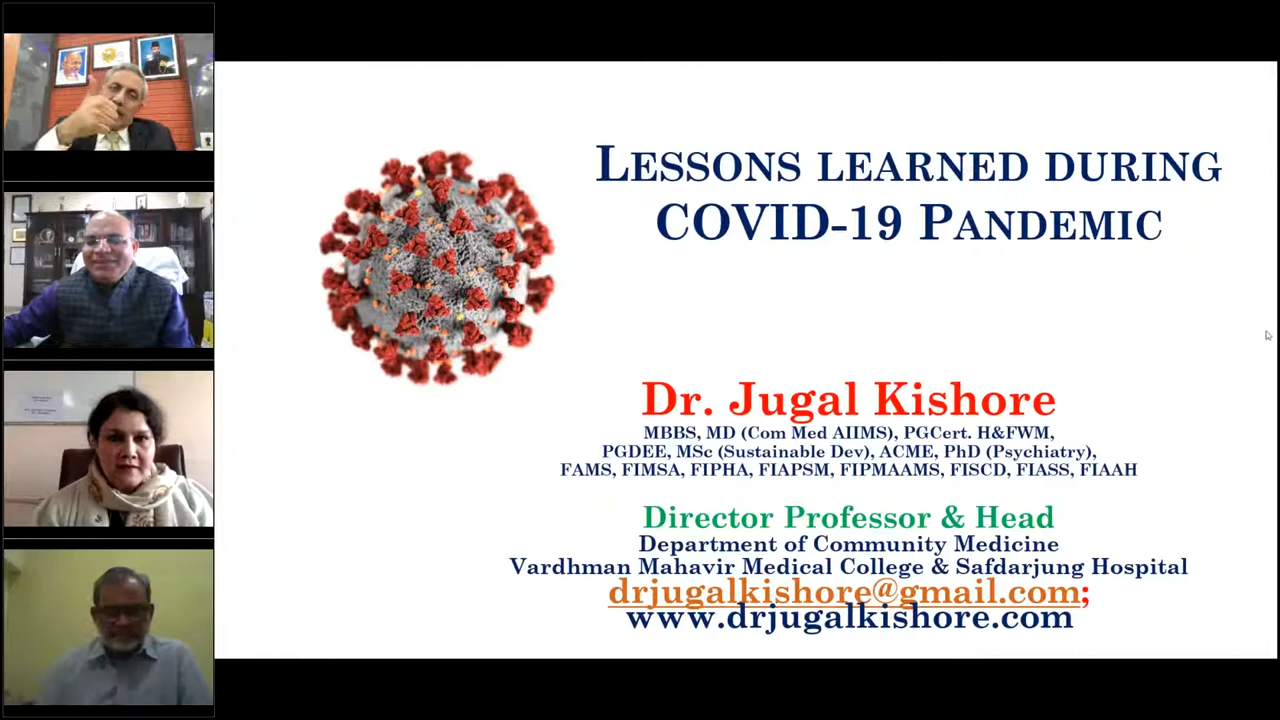 LESSONS LEARNED DURING
COVID-19 PANDEMIC
Dr. Jugal Kishore
MBBS, MD (Com Med AIIMS), PGCert. H&FWM,
PGDEE, MSc (Sustainable Dev), ACME, PhD (Psychiatry),
FAMS, FIMSA, FIPHA, FIAPSM, FIPMAAMS, FISCD, FIASS, FIAAH
Director Professor & Head
Department of Community Medicine
Vardhman Mahavir Medical College & Safdarjung Hospital
drjugalkishore@gmail.com;
www.drjugalkishore.com